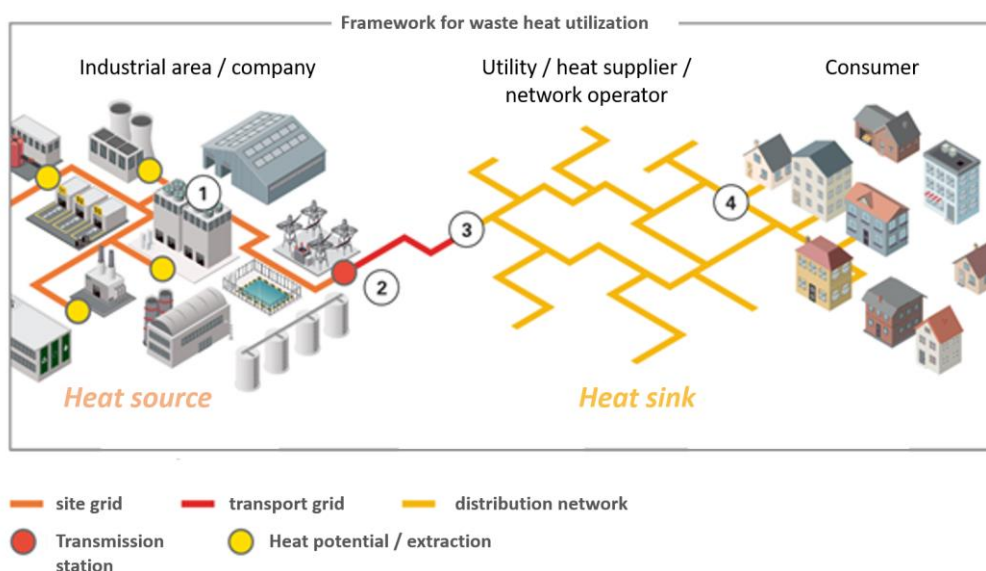 Framework for waste heat utilization
Industrial area / company
Utility / heat supplier /
network operator
Consumer
1
2
3
4
Heat source
Heat sink
site grid
transport grid
distribution network
Transmission
station
Heat potential / extraction